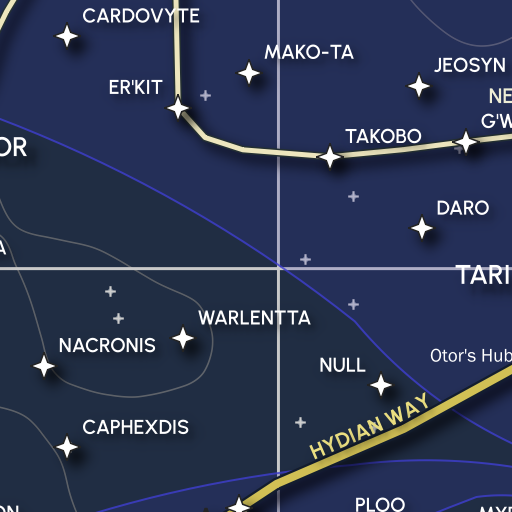 CARDOVYTE
MAKO-TA
JEOSYN
ER'KIT
NE
G'W
TAKOBO
OR
DARO
A
TARI
WARLENTTA
NACRONIS
Otor's Hub
NULL
HYDIAN WAY
CAPHEXDIS
PLOO